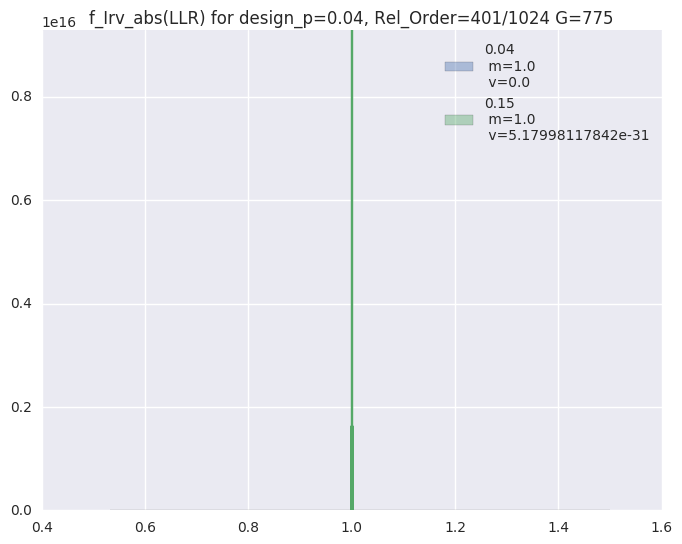 f_Irv_abs(LLR) for design_p=0.04, Rel_Order=401/1024 G=775
1e16
0.04
m=1.0
v=0.0
0.15
m=1.0
v=5.17998117842e-31
0.8
0.6
0.4
0.2
0.0
0.4 0.6 0.8 1.0 1.2 1.4 1.6